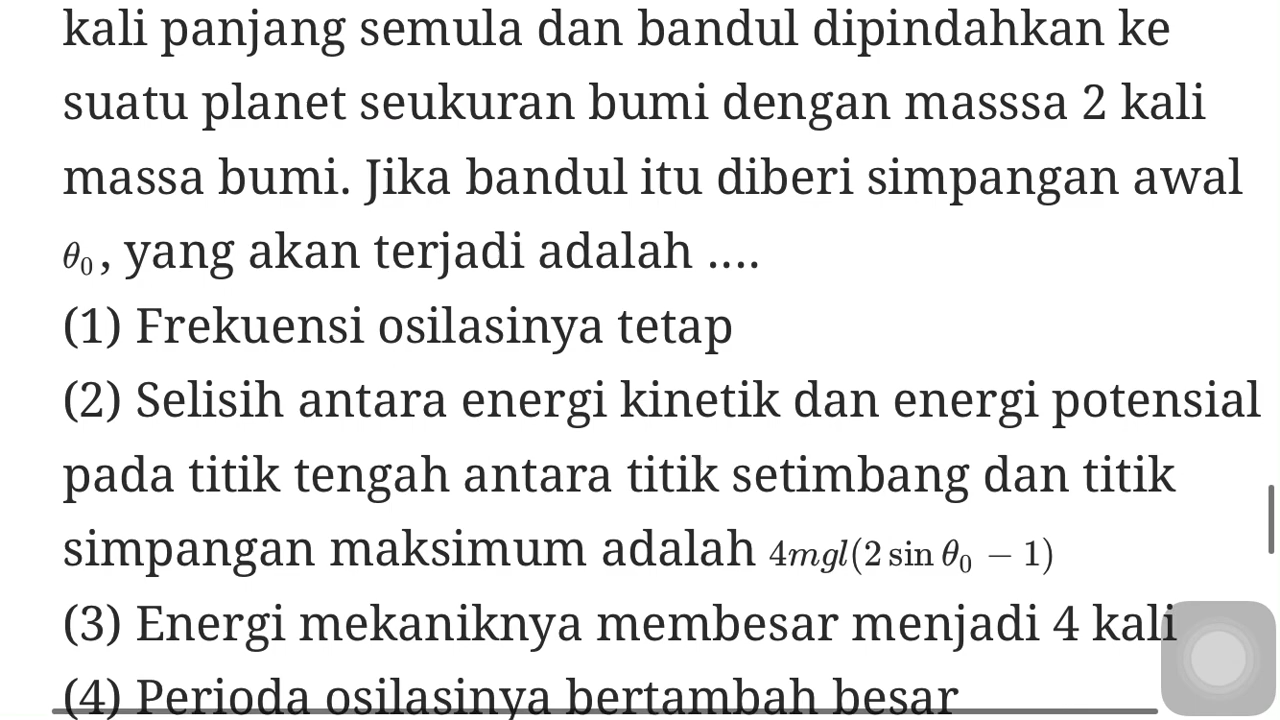 kali panjang semula dan bandul dipindahkan ke
suatu planet seukuran bumi dengan masssa 2 kali
massa bumi. Jika bandul itu diberi simpangan awal
θ₀, yang akan terjadi adalah ....
(1) Frekuensi osilasinya tetap
(2) Selisih antara energi kinetik dan energi potensial
pada titik tengah antara titik setimbang dan titik
simpangan maksimum adalah 4mgl(2 sin θ₀ − 1)
(3) Energi mekaniknya membesar menjadi 4 kali
(4) Perioda osilasinya bertambah besar